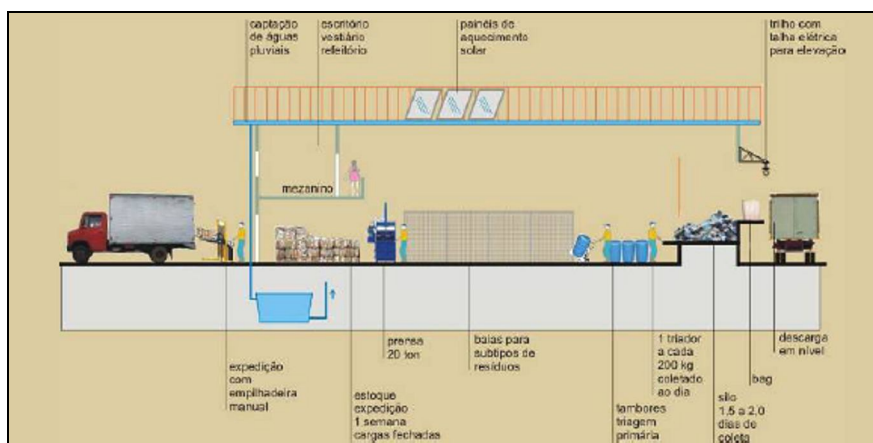 captação
de águas
pluviais
escritório
vestiário
refeitório
painéis de
aquecimento
solar
trilho com
talha elétrica
para elevação
mezanino
expedição
com
empilhadeira
manual
estoque
expedição
1 semana
cargas fechadas
prensa
20 ton
baias para
subtipos de
resíduos
tambores
triagem
primária
1 triador
a cada
200 kg
coletado
ao dia
silo
1,5 a 2,0
dias de
coleta
bag
descarga
em nível